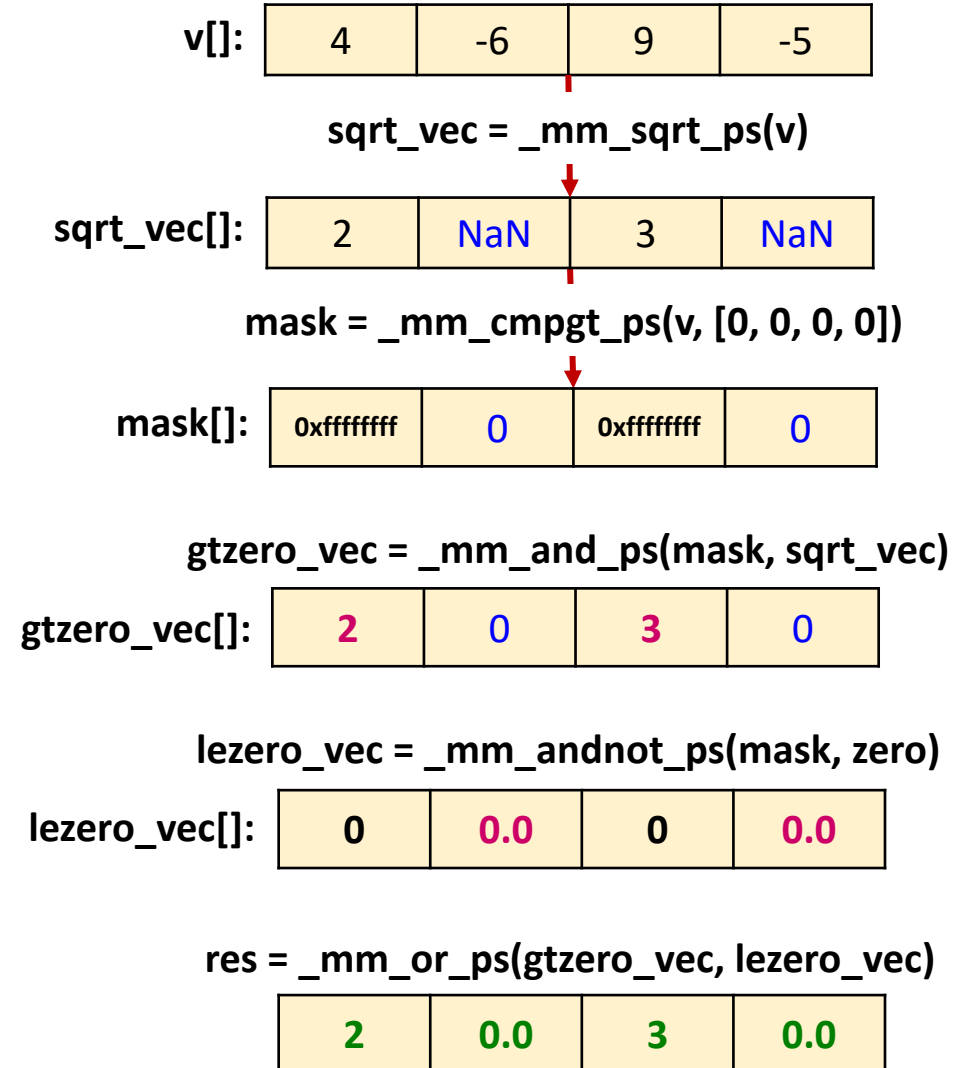 v[]: 4 -6 9 -5
sqrt_vec = _mm_sqrt_ps(v)
sqrt_vec[]: 2 NaN 3 NaN
mask = _mm_cmpgt_ps(v, [0, 0, 0, 0])
mask[]: 0xffffffff 0 0xffffffff 0
gtzero_vec = _mm_and_ps(mask, sqrt_vec)
gtzero_vec[]: 2 0 3 0
lezero_vec = _mm_andnot_ps(mask, zero)
lezero_vec[]: 0 0.0 0 0.0
res = _mm_or_ps(gtzero_vec, lezero_vec)
2 0.0 3 0.0